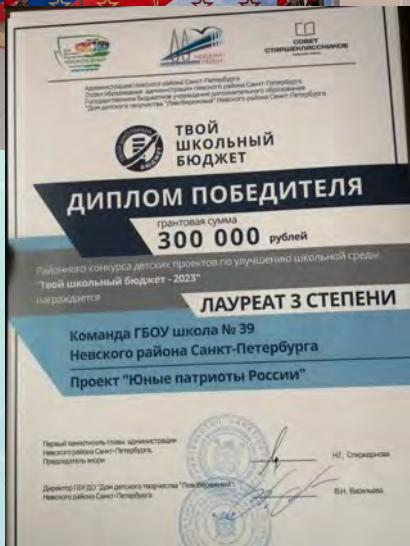 СОВЕТ
СТАРШЕКЛАССНИКОВ
Администрация Невского района Санкт-Петербурга
Отдел образования администрации Невского района Санкт-Петербурга
Государственное бюджетное учреждение дополнительного образования
"Дом детского творчества "Левобережный" Невского района Санкт-Петербурга
ТВОЙ
ШКОЛЬНЫЙ
БЮДЖЕТ
ДИПЛОМ ПОБЕДИТЕЛЯ
грантовая сумма
300 000 рублей
Районного конкурса детских проектов по улучшению школьной среды
"Твой школьный бюджет - 2023"
награждается
ЛАУРЕАТ 3 СТЕПЕНИ
Команда ГБОУ школа № 39
Невского района Санкт-Петербурга
Проект "Юные патриоты России"
Первый заместитель главы администрации
Невского района Санкт-Петербурга,
Председатель жюри
Н.Г. Спиридонова
Директор ГБУ ДО "Дом детского творчества "Левобережный"
Невского района Санкт-Петербурга
В.Н. Васильева